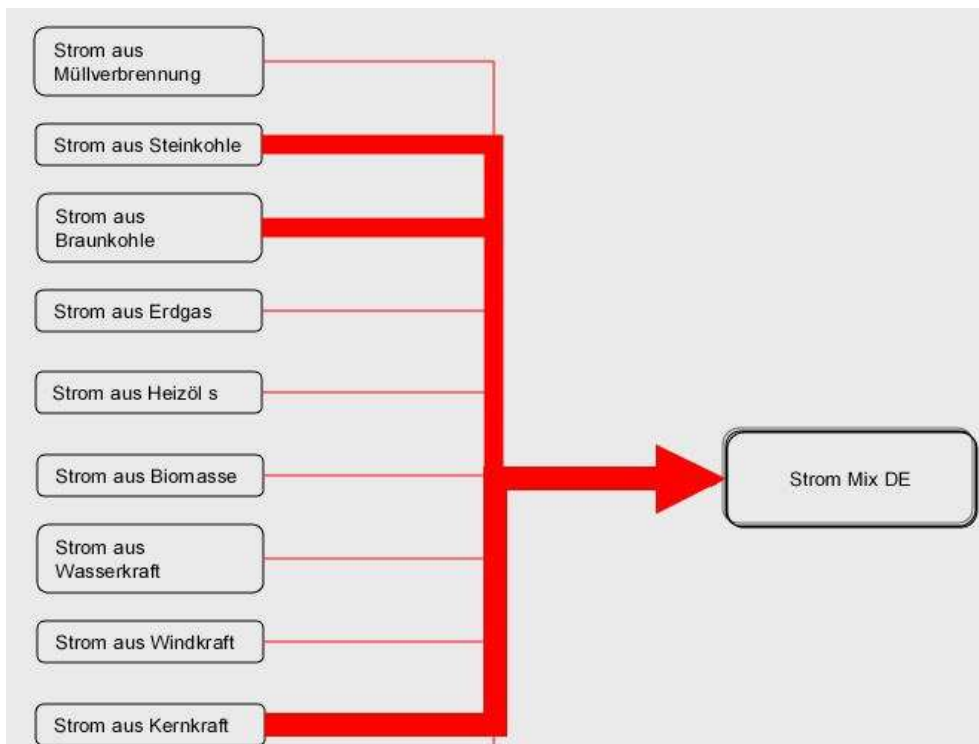 Strom aus
Müllverbrennung
Strom aus Steinkohle
Strom aus
Braunkohle
Strom aus Erdgas
Strom aus Heizöl s
Strom aus Biomasse
Strom Mix DE
Strom aus
Wasserkraft
Strom aus Windkraft
Strom aus Kernkraft